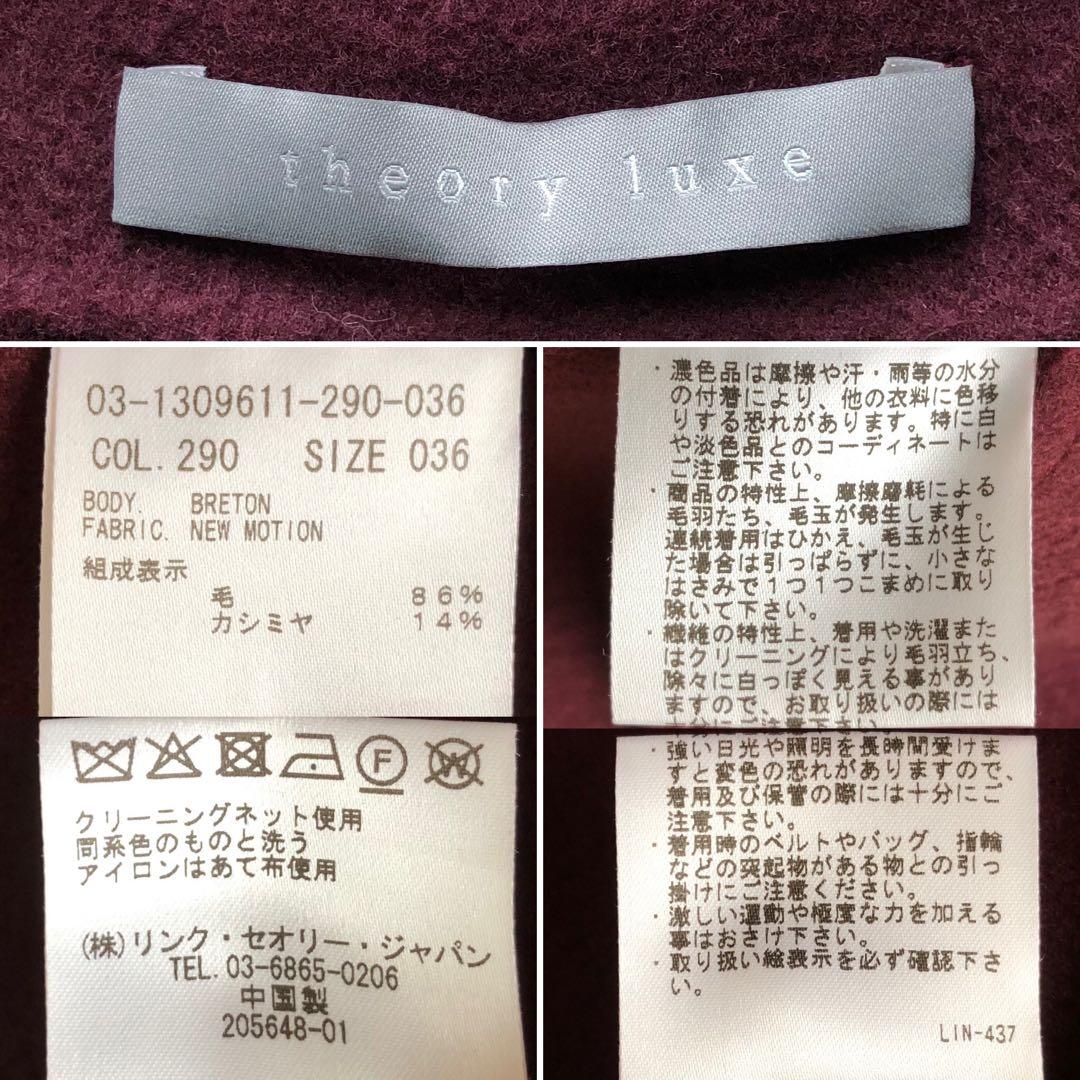 theory luxe
03-1309611-290-036
COL. 290 SIZE 036
BODY. BRETON
FABRIC. NEW MOTION
組成表示
毛 86%
カシミヤ 14%
F
W
クリーニングネット使用
同系色のものと洗う
アイロンはあて布使用
(株)リンク・セオリー・ジャパン
TEL. 03-6865-0206
中国製
205648-01
・濃色品は摩擦や汗・雨等の水分
の付着により、他の衣料に色移
りする恐れがあります。特に白
や淡色品とのコーディネートは
ご注意下さい。
・商品の特性上、摩擦磨耗による
毛羽たち、毛玉が発生します。
連続着用はひかえ、毛玉が生じ
た場合は引っぱらずに、小さな
はさみで1つ1つこまめに取り
除いて下さい。
・繊維の特性上、着用や洗濯また
はクリーニングにより毛羽立ち、
除々に白っぽく見える事があり
ますので、お取り扱いの際には
十分にご注意下さい。
・強い日光や照明を長時間受けま
すと変色の恐れがありますので、
着用及び保管の際には十分にご
注意下さい。
・着用時のベルトやバッグ、指輪
などの突起物がある物との引っ
掛けにご注意ください。
・激しい運動や極度な力を加える
事はおさけ下さい。
・取り扱い絵表示を必ず確認下さ
い。
LIN-437